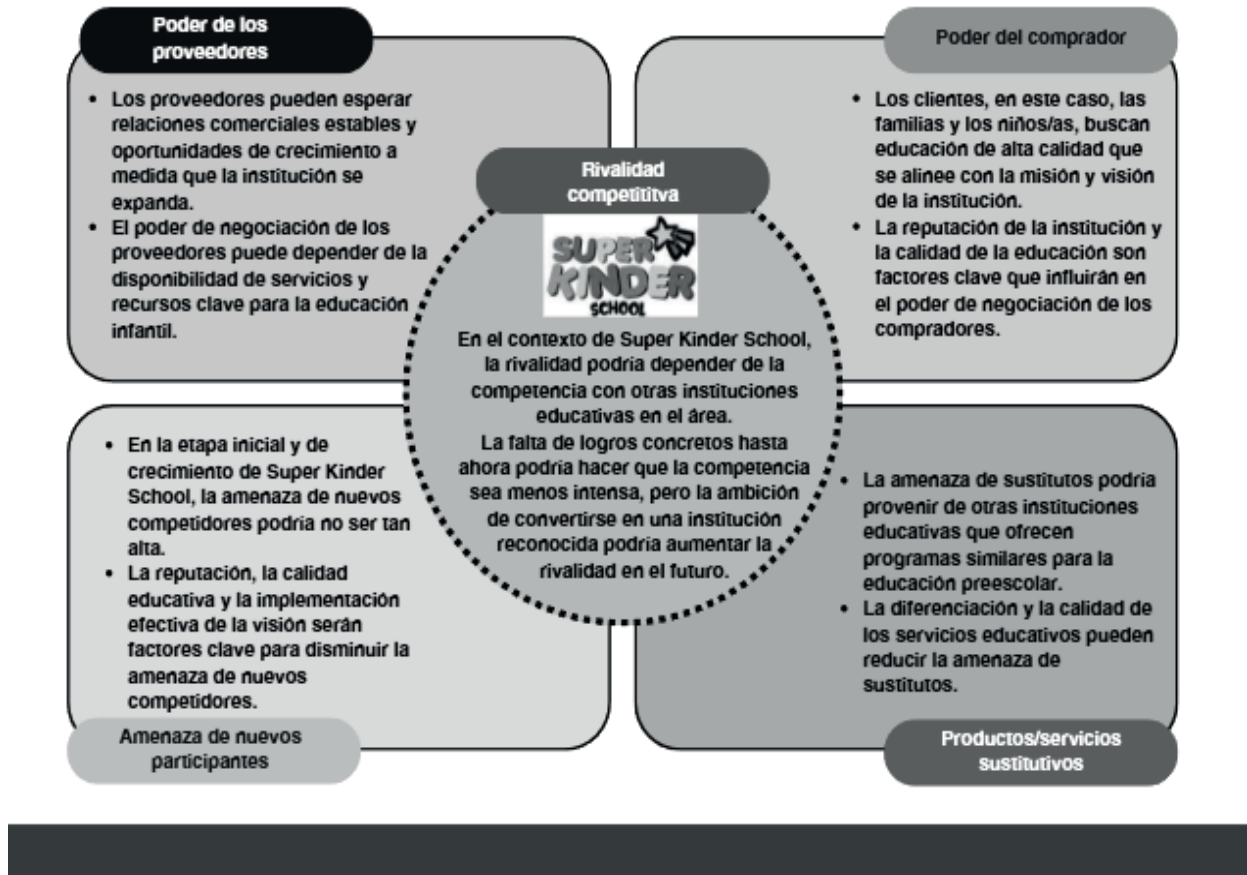 Poder de los
proveedores
• Los proveedores pueden esperar
relaciones comerciales estables y
oportunidades de crecimiento a
medida que la institución se
expanda.
• El poder de negociación de los
proveedores puede depender de la
disponibilidad de servicios y
recursos clave para la educación
infantil.
Poder del comprador
• Los clientes, en este caso, las
familias y los niños/as, buscan
educación de alta calidad que
se alinee con la misión y visión
de la institución.
• La reputación de la institución y
la calidad de la educación son
factores clave que influirán en
el poder de negociación de los
compradores.
Rivalidad
competititva
SUPER
KINDER
SCHOOL
En el contexto de Super Kinder School,
la rivalidad podría depender de la
competencia con otras instituciones
educativas en el área.
La falta de logros concretos hasta
ahora podría hacer que la competencia
sea menos intensa, pero la ambición
de convertirse en una institución
reconocida podría aumentar la
rivalidad en el futuro.
• En la etapa inicial y de
crecimiento de Super Kinder
School, la amenaza de nuevos
competidores podría no ser tan
alta.
• La reputación, la calidad
educativa y la implementación
efectiva de la visión serán
factores clave para disminuir la
amenaza de nuevos
competidores.
Amenaza de nuevos
participantes
• La amenaza de sustitutos podría
provenir de otras instituciones
educativas que ofrecen
programas similares para la
educación preescolar.
• La diferenciación y la calidad de
los servicios educativos pueden
reducir la amenaza de
sustitutos.
Productos/servicios
sustitutivos